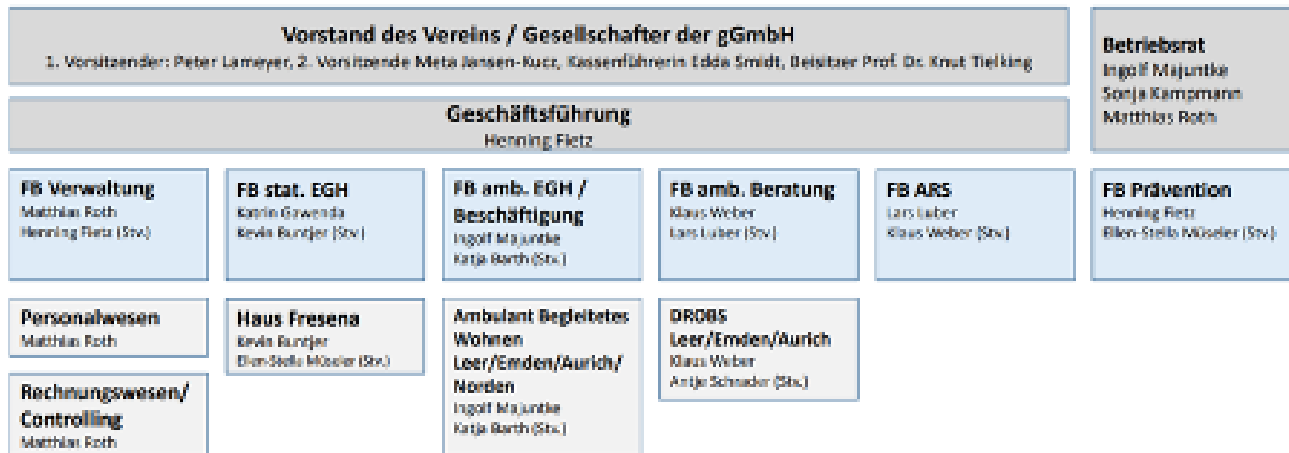 Vorstand des Vereins / Gesellschafter der gGmbH
1. Vorsitzender: Peter Lameyer, 2. Vorsitzende Meta Jansen-Kucz, Kassenführerin Edda Smidt, Beisitzer Prof. Dr. Knut Tielking
Betriebsrat
Ingolf Majuntke
Sonja Kampmann
Matthias Roth
Geschäftsführung
Henning Fietz
FB Verwaltung
Matthias Roth
Henning Fietz (Stv.)
FB stat. EGH
Katrin Gawenda
Kevin Buntjer (Stv.)
FB amb. EGH /
Beschäftigung
Ingolf Majuntke
Katja Barth (Stv.)
FB amb. Beratung
Klaus Weber
Lars Luber (Stv.)
FB ARS
Lars Luber
Klaus Weber (Stv.)
FB Prävention
Henning Fietz
Ellen-Stella Müseler (Stv.)
Personalwesen
Matthias Roth
Haus Fresena
Kevin Buntjer
Ellen-Stella Müseler (Stv.)
Ambulant Begleitetes
Wohnen
Leer/Emden/Aurich/
Norden
Ingolf Majuntke
Katja Barth (Stv.)
DROBS
Leer/Emden/Aurich
Klaus Weber
Antje Schrader (Stv.)
Rechnungswesen/
Controlling
Matthias Roth